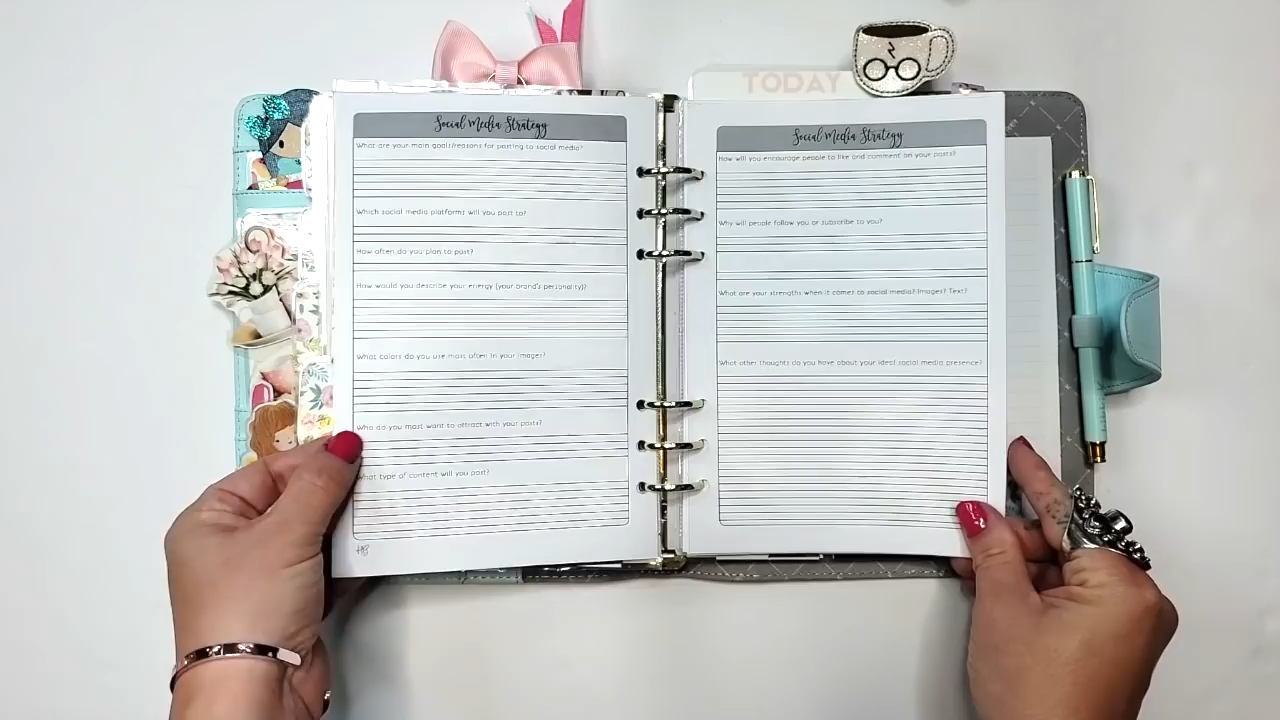 TODAY
Social Media Strategy
What are your main goals/reasons for posting to social media?
Which social media platforms will you post to?
How often do you plan to post?
How would you describe your energy (your brand's personality)?
What colors do you use most often in your images?
Who do you most want to attract with your posts?
What type of content will you post?
Social Media Strategy
How will you encourage people to like and comment on your posts?
Why will people follow you or subscribe to you?
What are your strengths when it comes to social media? Images? Text?
What other thoughts do you have about your ideal social media presence?